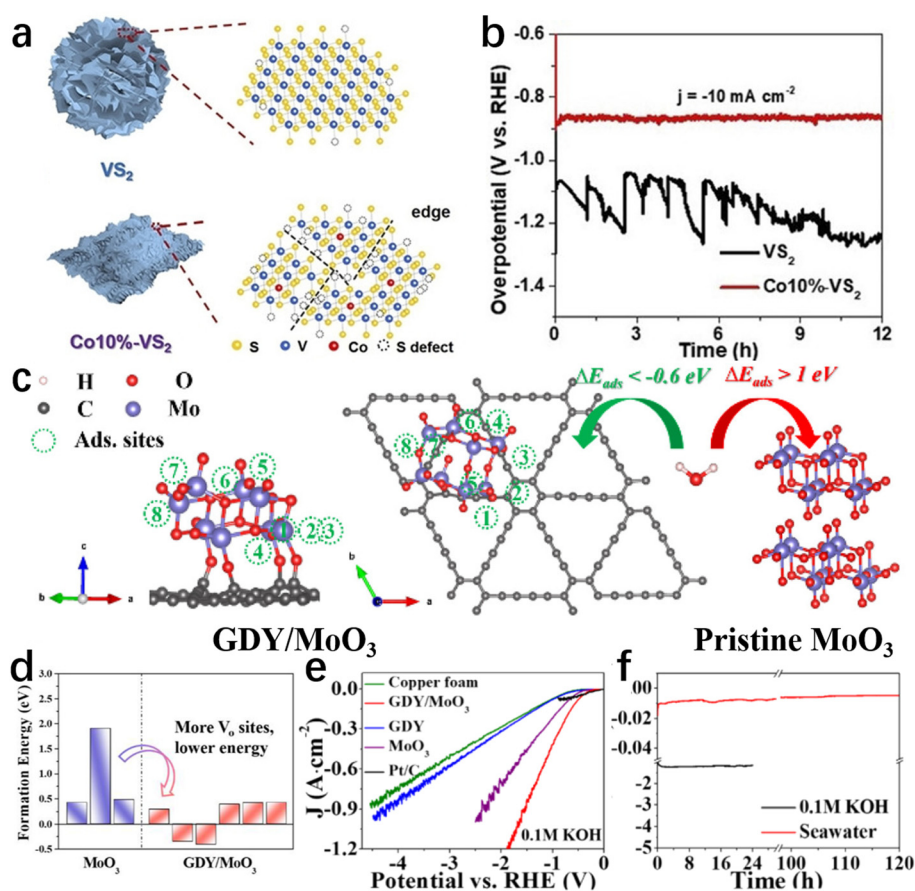 a
VS₂
edge
Co10%-VS₂
S V Co S defect
b
Overpotential (V vs. RHE)
-0.6
-0.8
-1.0
-1.2
-1.4
j = -10 mA cm⁻²
VS₂
Co10%-VS₂
0 3 6 9 12
Time (h)
c
H O
C Mo
Ads. sites
7 5
6
8
1 2 3
4
c
b a
6 4
8 7
3
5 2
1
b
a
ΔE_ads < -0.6 eV
ΔE_ads > 1 eV
GDY/MoO₃
Pristine MoO₃
d
Formation Energy (eV)
3.0
2.5
2.0
1.5
1.0
0.5
0.0
-0.5
More Vₒ sites,
lower energy
MoO₃ GDY/MoO₃
e
J (A·cm⁻²)
0.0
-0.3
-0.6
-0.9
-1.2
Copper foam
GDY/MoO₃
GDY
MoO₃
Pt/C
0.1M KOH
-4 -3 -2 -1 0
Potential vs. RHE (V)
f
.00
-0.02
-0.04
-2
-3
-4
-5
0.1M KOH
Seawater
0 8 16 24 100 120
Time (h)